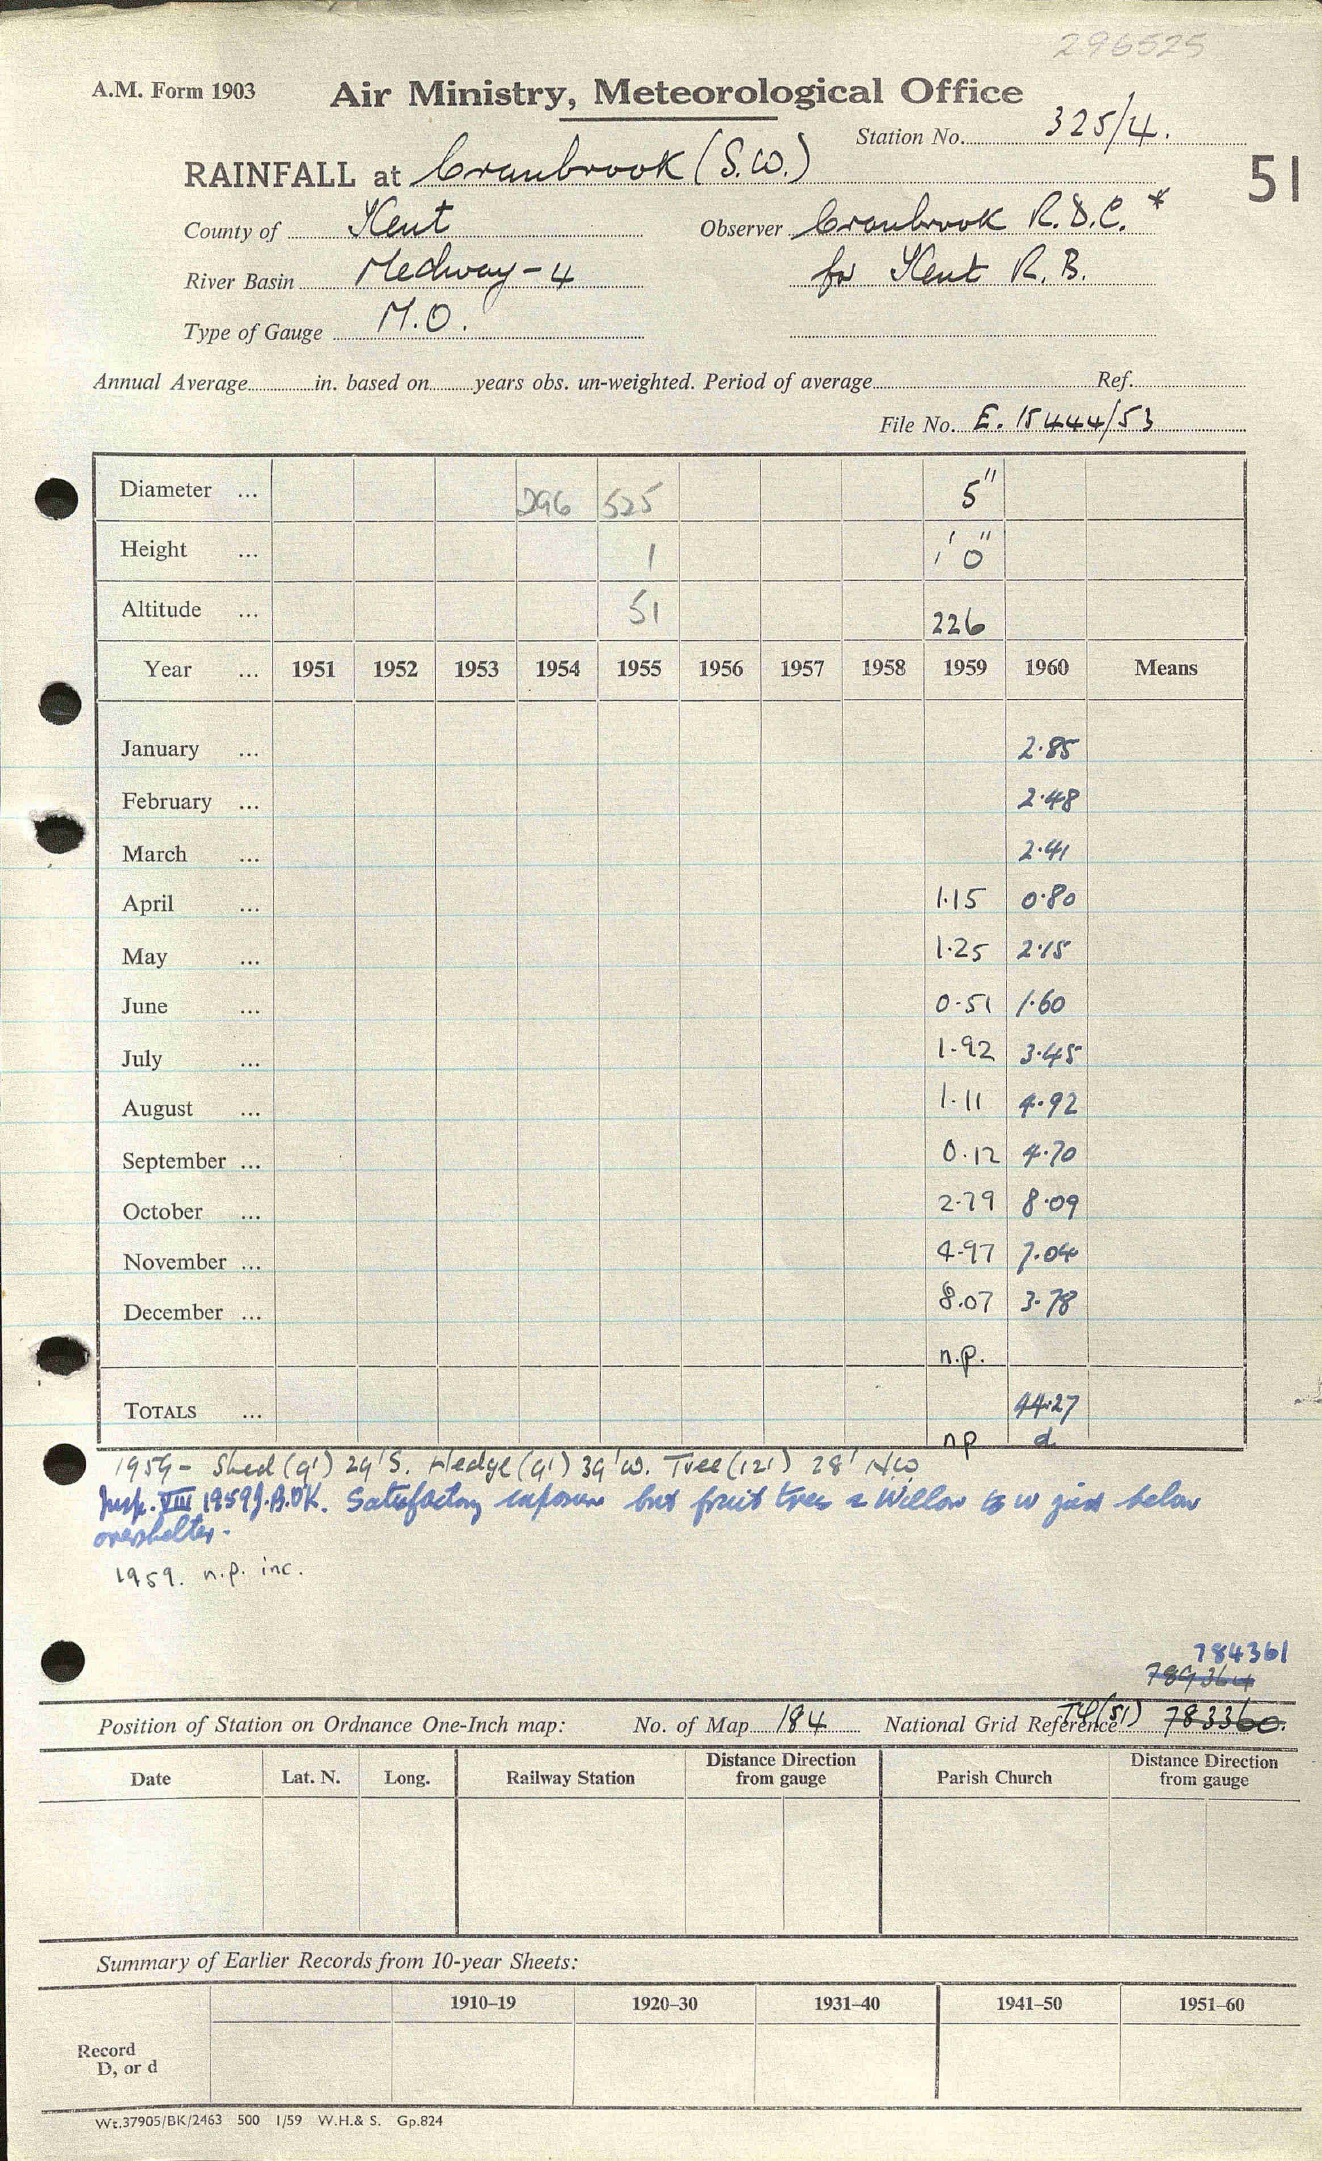 296525
A.M. Form 1903 Air Ministry, Meteorological Office
Station No. 325/4.
RAINFALL at Cranbrook (S.W.) 51
County of Kent Observer Cranbrook R.D.C.*
River Basin Medway-4 for Kent R.B.
Type of Gauge M.O.
Annual Average in. based on years obs. un-weighted. Period of average Ref.
File No. E. 15444/53
Diameter ... 296 525 5"
Height ... 1 1' 0"
Altitude ... 51 226
Year ... 1951 1952 1953 1954 1955 1956 1957 1958 1959 1960 Means
January ... 2.85
February ... 2.48
March ... 2.41
April ... 1.15 0.80
May ... 1.25 2.15
June ... 0.51 1.60
July ... 1.92 3.45
August ... 1.11 4.92
September ... 0.12 4.70
October ... 2.79 8.09
November ... 4.97 7.04
December ... 8.07 3.78
n.p.
TOTALS ... 44.27
np d
1959 - Shed (9') 29' S. Hedge (9') 39' W. Tree (12') 28' NW
Insp. VIII 1959 J.B.OK. Satisfactory exposure but fruit trees & Willow to W just below
overshelter.
1959. n.p. inc.
784361
789364
Position of Station on Ordnance One-Inch map: No. of Map 184 National Grid Reference TQ(51) 783360.
Date Lat. N. Long. Railway Station Distance Direction from gauge Parish Church Distance Direction from gauge
Summary of Earlier Records from 10-year Sheets:
1910–19 1920–30 1931–40 1941–50 1951–60
Record
D, or d
Wt.37905/BK/2463 500 1/59 W.H.& S. Gp.824